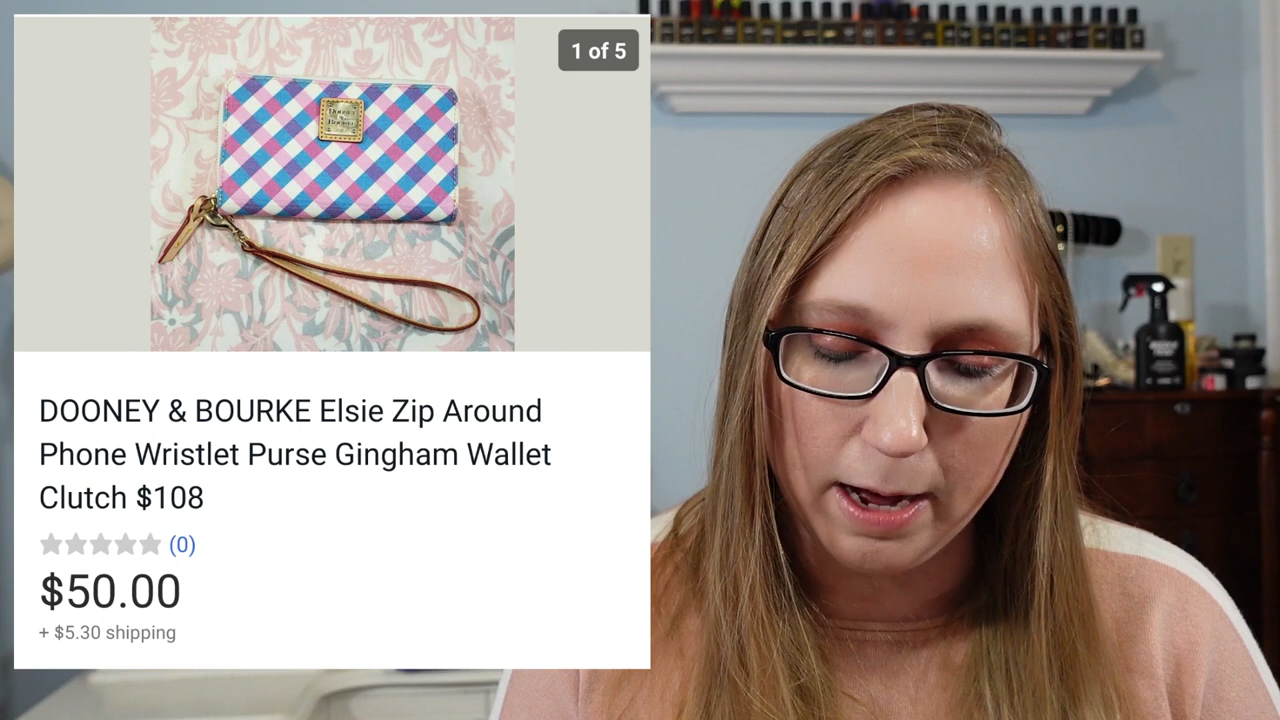 1 of 5
DOONEY & BOURKE Elsie Zip Around
Phone Wristlet Purse Gingham Wallet
Clutch $108
(0)
$50.00
+ $5.30 shipping